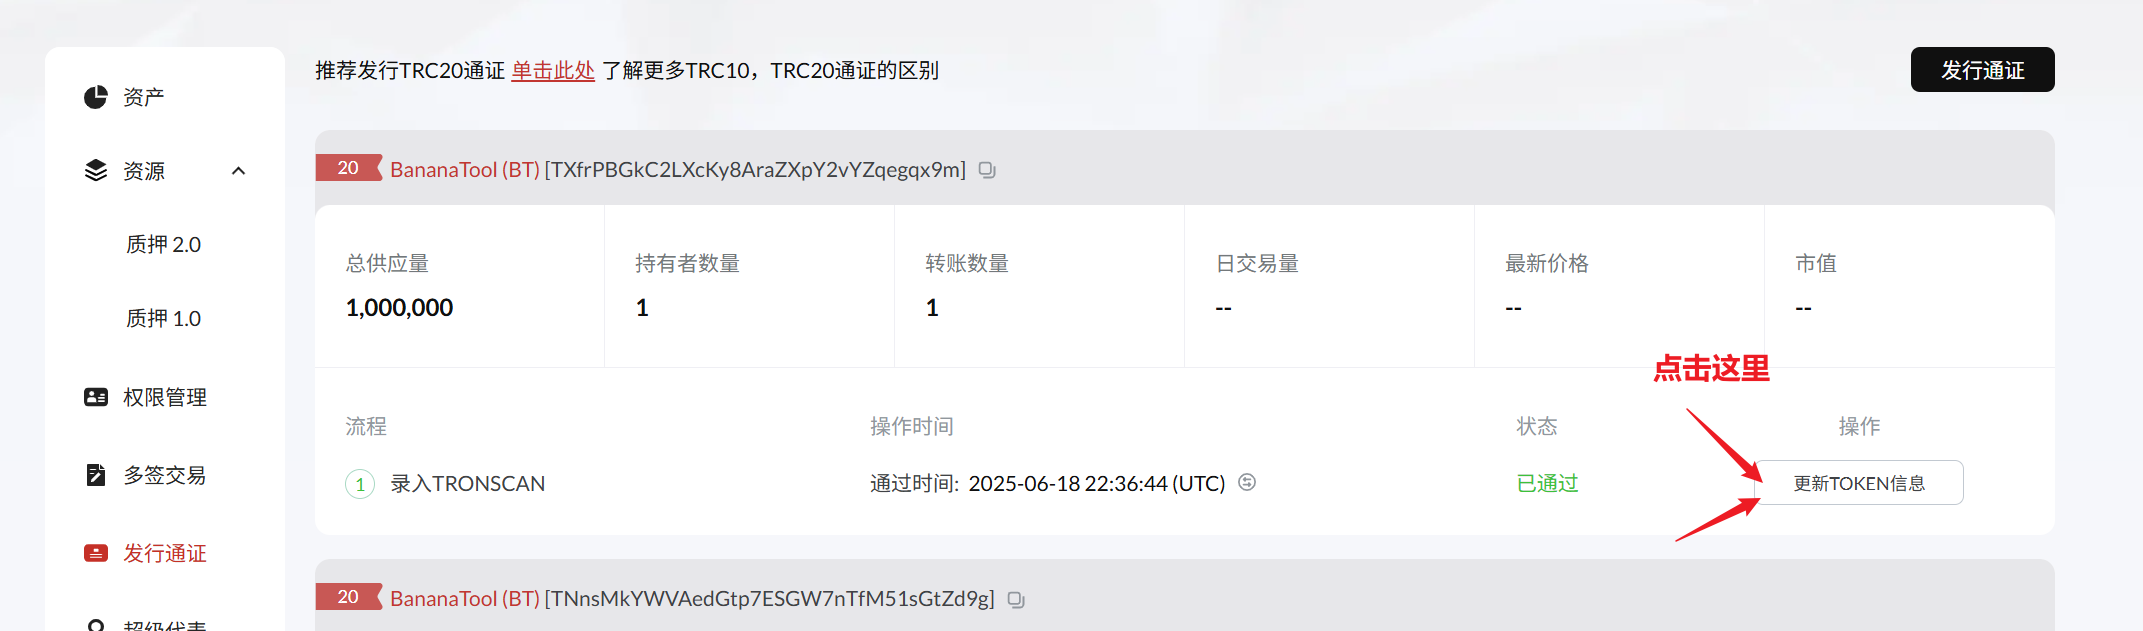 推荐发行TRC20通证 单击此处 了解更多TRC10，TRC20通证的区别
发行通证
资产
资源
质押 2.0
质押 1.0
权限管理
多签交易
发行通证
超级代表
20 BananaTool (BT) [TXfrPBGkC2LXcKy8AraZXpY2vYZqegqx9m]
总供应量 持有者数量 转账数量 日交易量 最新价格 市值
1,000,000 1 1 -- -- --
点击这里
流程 操作时间 状态 操作
1 录入TRONSCAN 通过时间: 2025-06-18 22:36:44 (UTC) 已通过 更新TOKEN信息
20 BananaTool (BT) [TNnsMkYWVAedGtp7ESGW7nTfM51sGtZd9g]